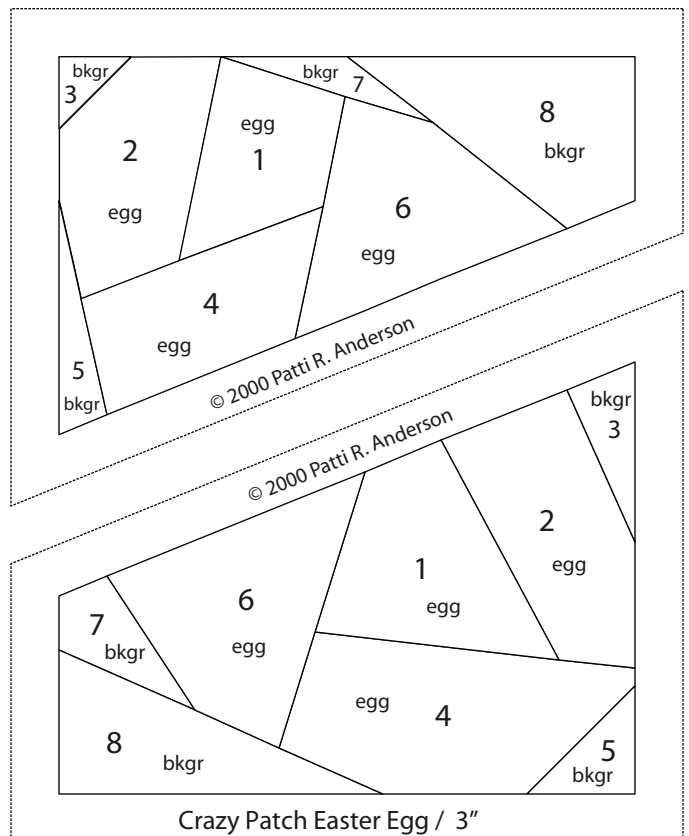 bkgr
3
bkgr
7
8
bkgr
egg
1
2
egg
6
egg
4
egg
5
bkgr
© 2000 Patti R. Anderson
© 2000 Patti R. Anderson
bkgr
3
2
egg
1
egg
6
egg
7
bkgr
egg
4
8
bkgr
5
bkgr
Crazy Patch Easter Egg / 3”